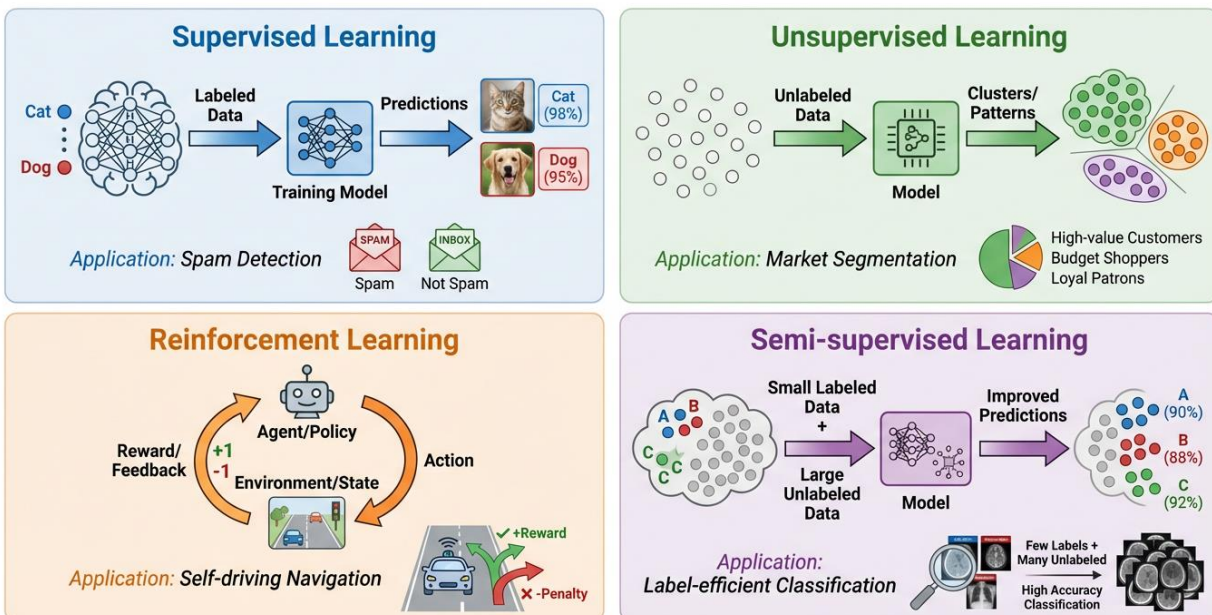 Supervised Learning
Cat
Dog
Labeled
Data
Training Model
Predictions
Cat
(98%)
Dog
(95%)
Application: Spam Detection
SPAM
Spam
INBOX
Not Spam
Unsupervised Learning
Unlabeled
Data
Model
Clusters/
Patterns
Application: Market Segmentation
High-value Customers
Budget Shoppers
Loyal Patrons
Reinforcement Learning
Agent/Policy
Reward/
Feedback
+1
-1
Action
Environment/State
Application: Self-driving Navigation
✓ +Reward
✗ -Penalty
Semi-supervised Learning
A
B
C
C
C
Small Labeled
Data
+
Large
Unlabeled
Data
Model
Improved
Predictions
A
(90%)
B
(88%)
C
(92%)
Application:
Label-efficient Classification
Few Labels +
Many Unlabeled
High Accuracy
Classification